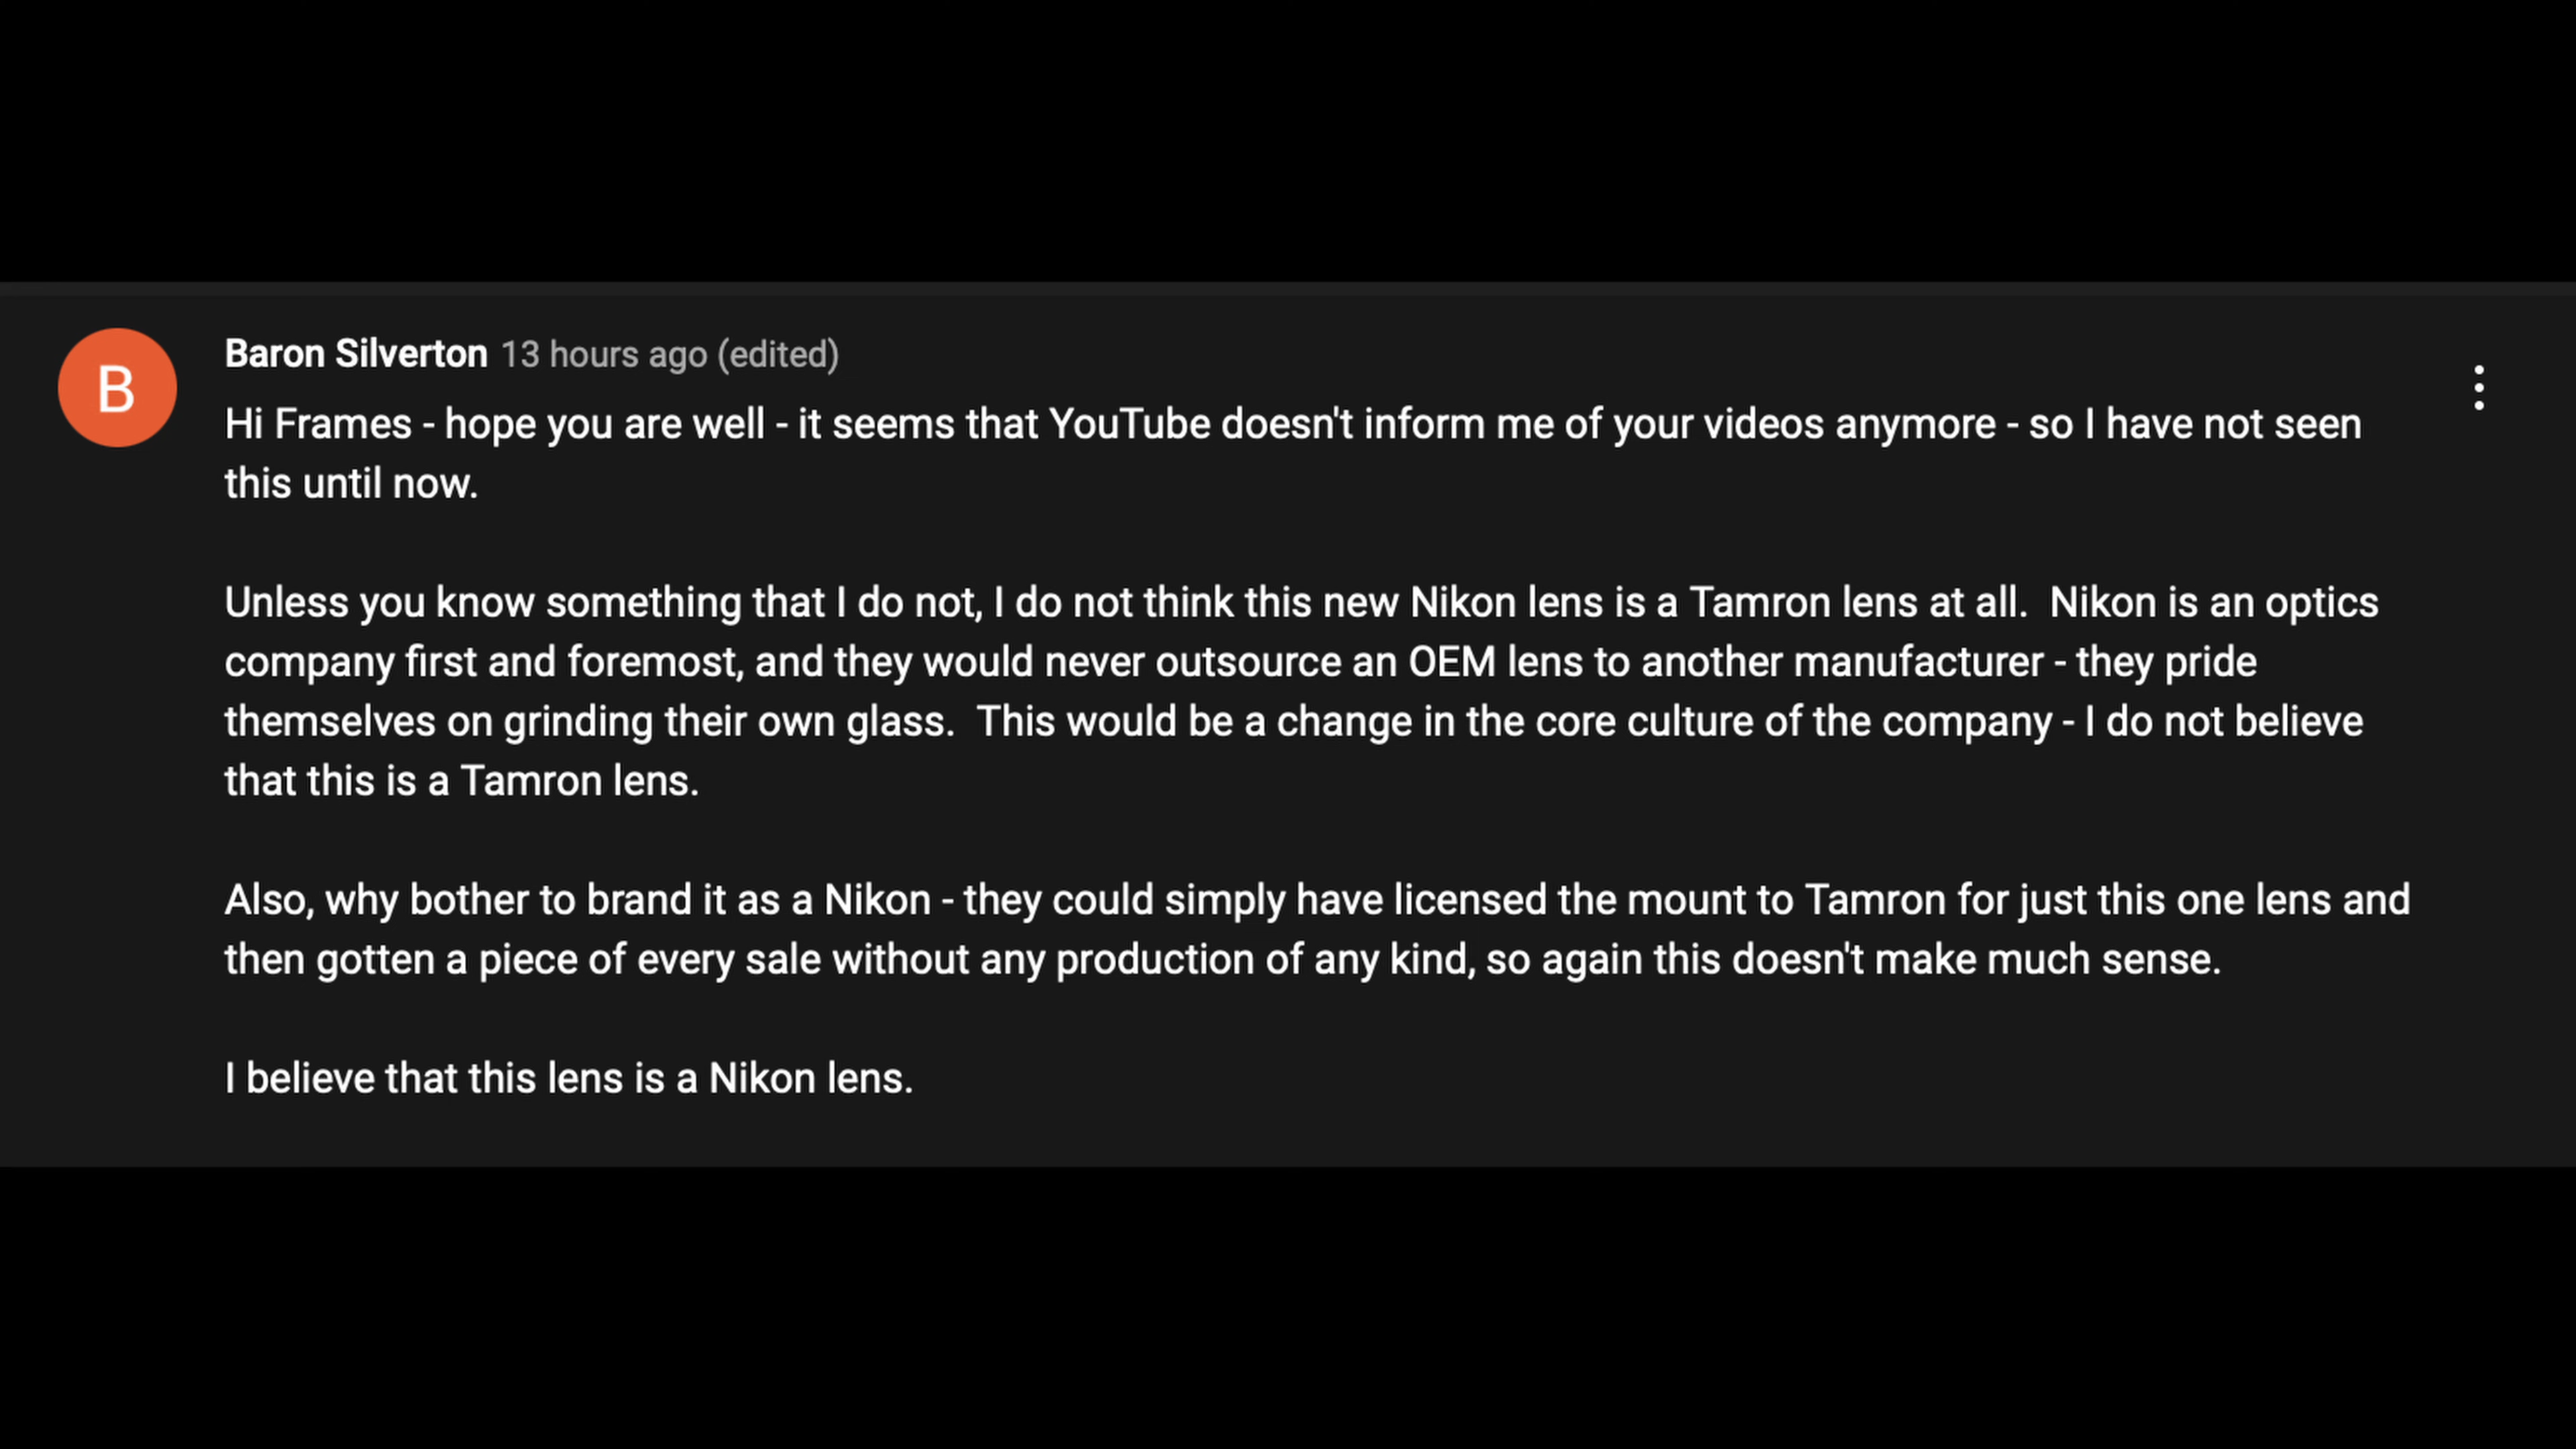 B
Baron Silverton 13 hours ago (edited)
Hi Frames - hope you are well - it seems that YouTube doesn't inform me of your videos anymore - so I have not seen
this until now.
Unless you know something that I do not, I do not think this new Nikon lens is a Tamron lens at all.  Nikon is an optics
company first and foremost, and they would never outsource an OEM lens to another manufacturer - they pride
themselves on grinding their own glass.  This would be a change in the core culture of the company - I do not believe
that this is a Tamron lens.
Also, why bother to brand it as a Nikon - they could simply have licensed the mount to Tamron for just this one lens and
then gotten a piece of every sale without any production of any kind, so again this doesn't make much sense.
I believe that this lens is a Nikon lens.